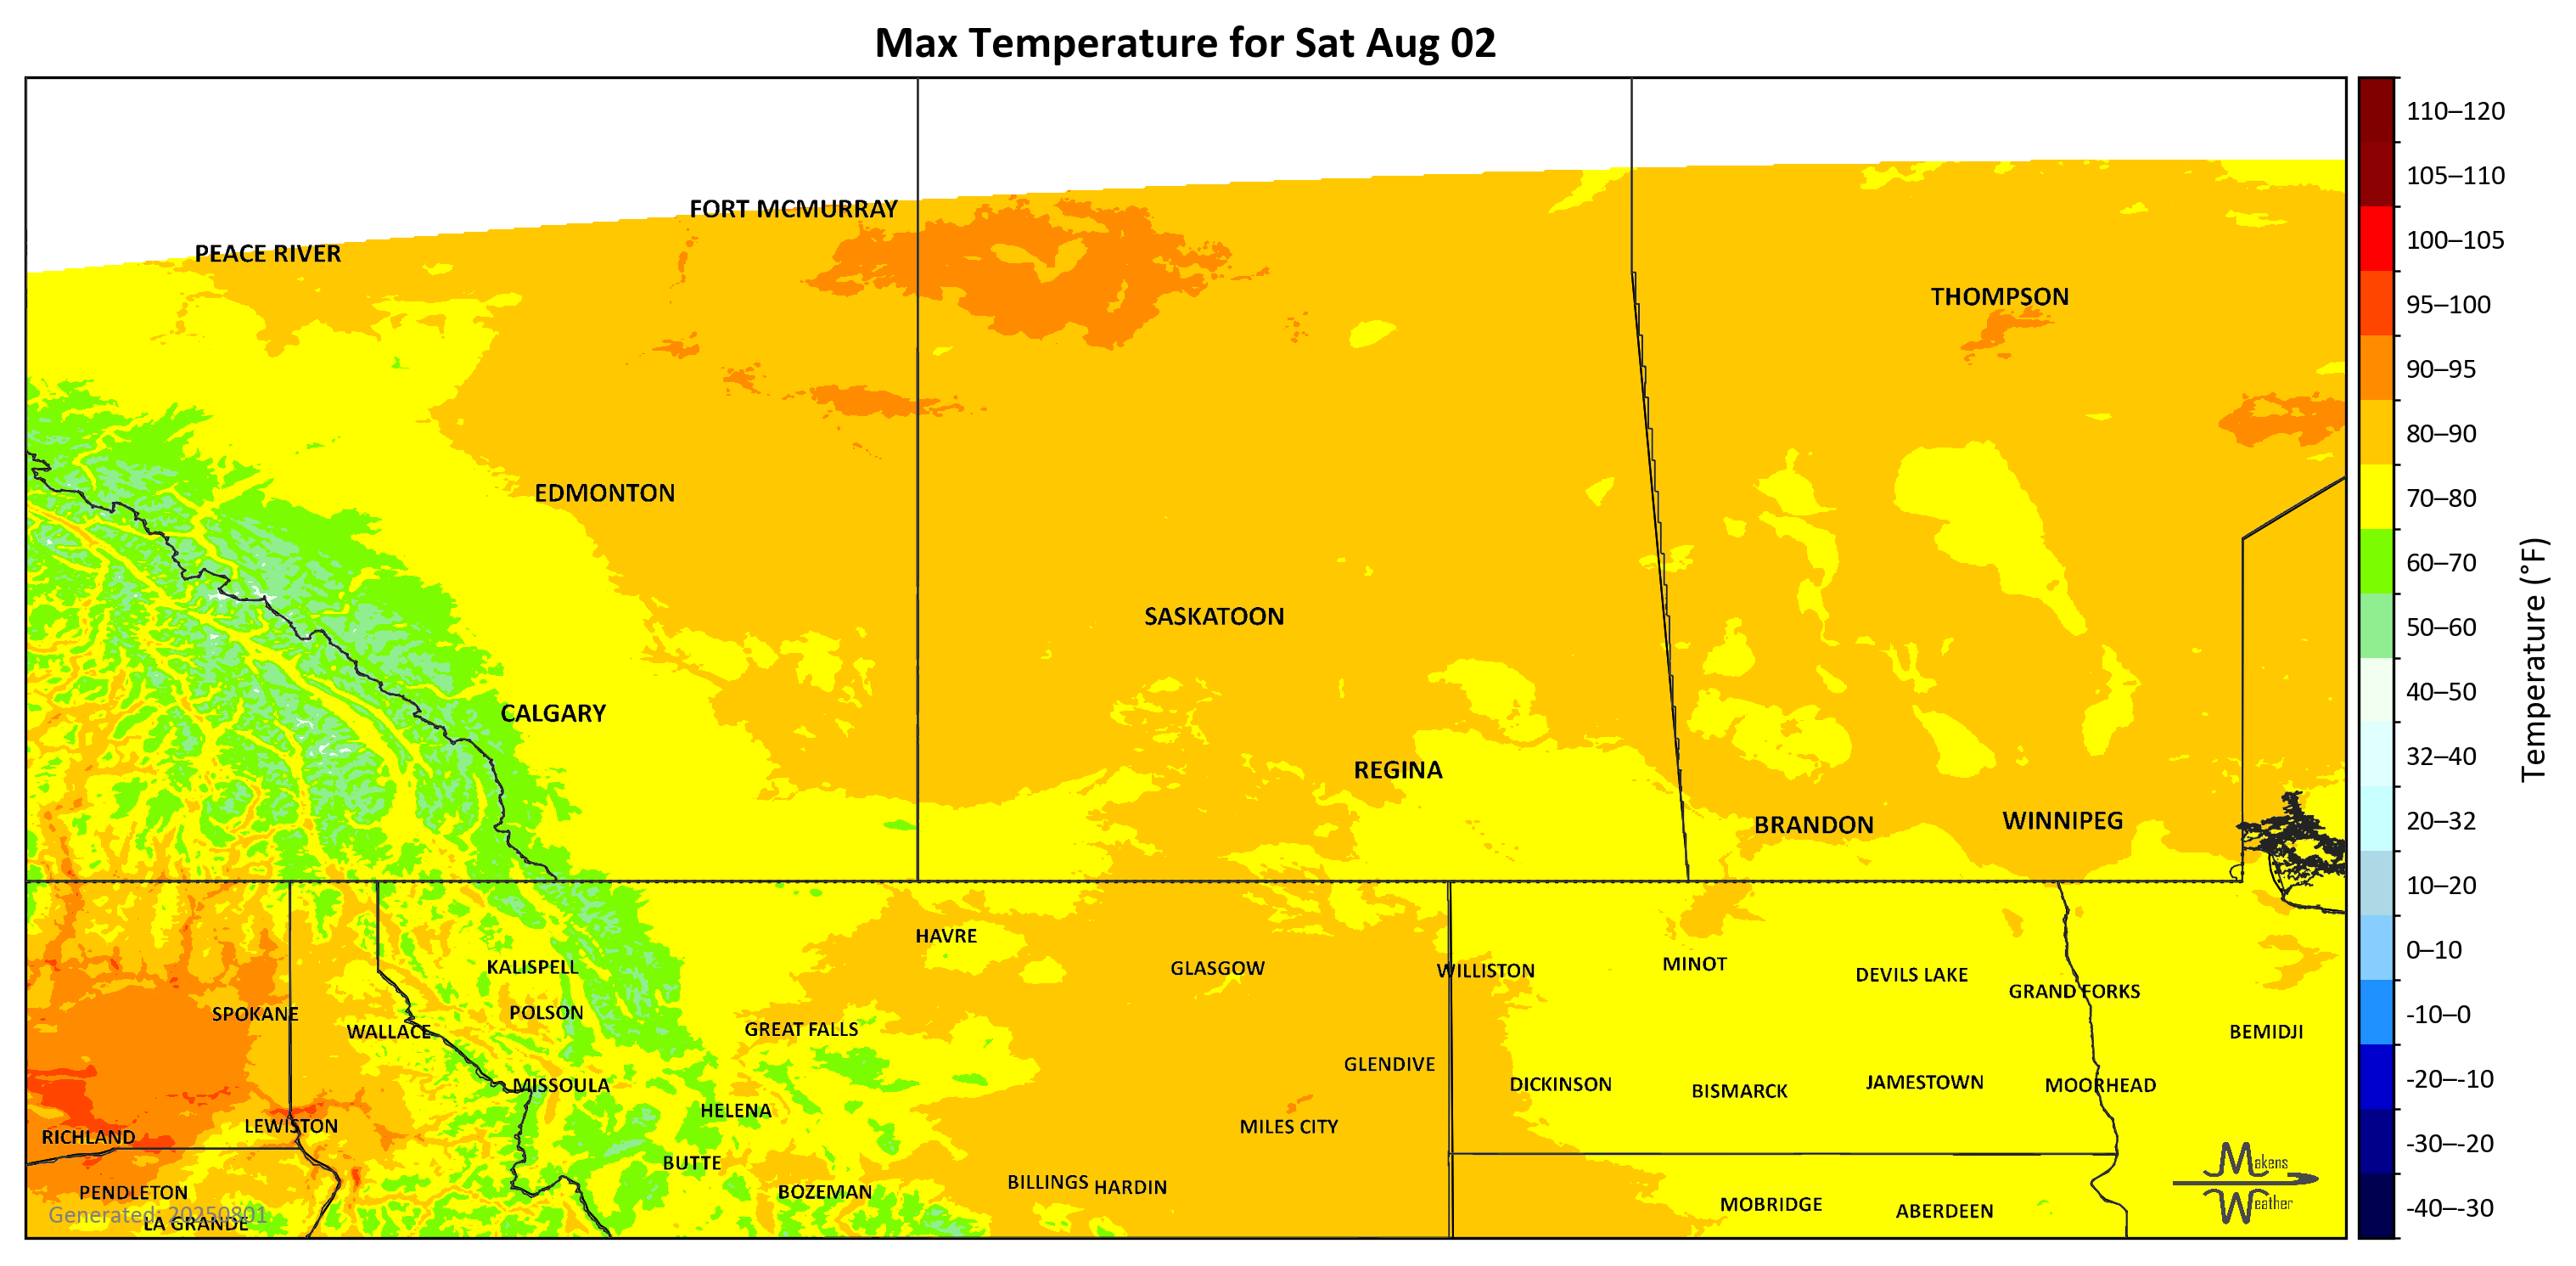 Max Temperature for Sat Aug 02
FORT MCMURRAY
PEACE RIVER
THOMPSON
EDMONTON
SASKATOON
CALGARY
REGINA
BRANDON
WINNIPEG
HAVRE
KALISPELL
GLASGOW
WILLISTON
MINOT
DEVILS LAKE
GRAND FORKS
SPOKANE
POLSON
WALLACE
GREAT FALLS
BEMIDJI
GLENDIVE
MISSOULA
DICKINSON
BISMARCK
JAMESTOWN
MOORHEAD
HELENA
LEWISTON
MILES CITY
RICHLAND
BUTTE
PENDLETON
BOZEMAN
BILLINGS
HARDIN
MOBRIDGE
ABERDEEN
Generated: 20250801
LA GRANDE
Makens
Weather
110–120
105–110
100–105
95–100
90–95
80–90
70–80
60–70
50–60
40–50
32–40
20–32
10–20
0–10
-10–0
-20–-10
-30–-20
-40–-30
Temperature (°F)